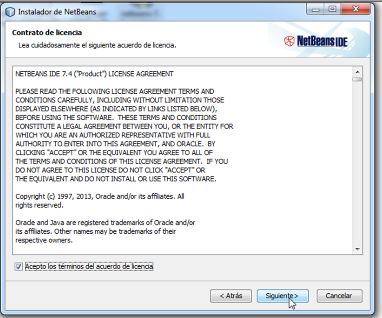 Instalador de NetBeans
Contrato de licencia
Lea cuidadosamente el siguiente acuerdo de licencia.
NetBeans IDE
NETBEANS IDE 7.4 ("Product") LICENSE AGREEMENT
PLEASE READ THE FOLLOWING LICENSE AGREEMENT TERMS AND
CONDITIONS CAREFULLY, INCLUDING WITHOUT LIMITATION THOSE
DISPLAYED ELSEWHERE (AS INDICATED BY LINKS LISTED BELOW),
BEFORE USING THE SOFTWARE.  THESE TERMS AND CONDITIONS
CONSTITUTE A LEGAL AGREEMENT BETWEEN YOU, OR THE ENTITY FOR
WHICH YOU ARE AN AUTHORIZED REPRESENTATIVE WITH FULL
AUTHORITY TO ENTER INTO THIS AGREEMENT, AND ORACLE.  BY
CLICKING "ACCEPT" OR THE EQUIVALENT YOU AGREE TO ALL OF
THE TERMS AND CONDITIONS OF THIS LICENSE AGREEMENT.  IF YOU
DO NOT AGREE TO THIS LICENSE DO NOT CLICK "ACCEPT" OR
THE EQUIVALENT AND DO NOT INSTALL OR USE THIS SOFTWARE.
Copyright (c) 1997, 2013, Oracle and/or its affiliates. All
rights reserved.
Oracle and Java are registered trademarks of Oracle and/or
its affiliates. Other names may be trademarks of their
respective owners.
Acepto los términos del acuerdo de licencia
< Atrás
Siguiente>
Cancelar